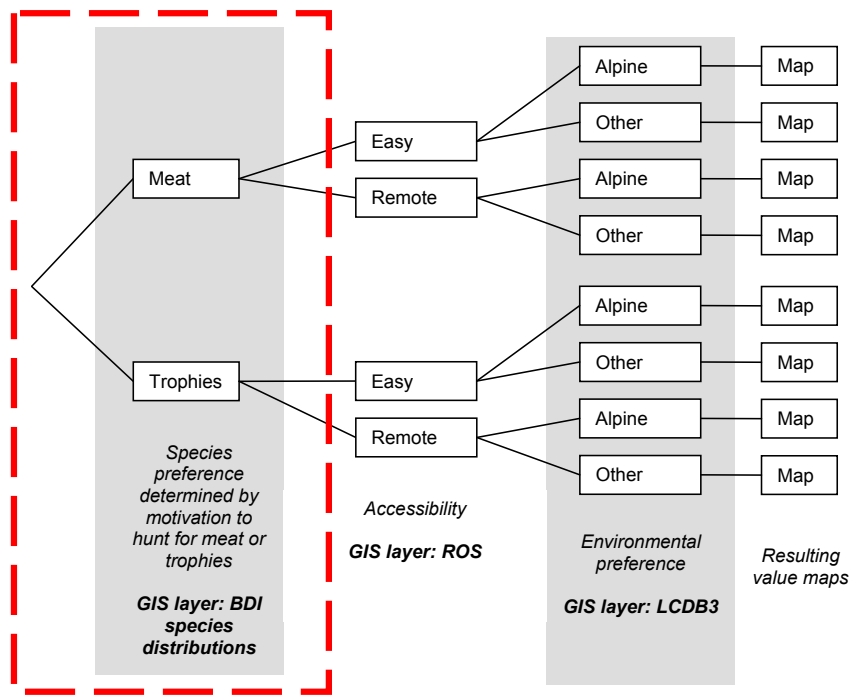 Meat
Trophies
Species
preference
determined by
motivation to
hunt for meat or
trophies
GIS layer: BDI
species
distributions
Easy
Remote
Easy
Remote
Accessibility
GIS layer: ROS
Alpine
Other
Alpine
Other
Alpine
Other
Alpine
Other
Environmental
preference
GIS layer: LCDB3
Map
Map
Map
Map
Map
Map
Map
Map
Resulting
value maps